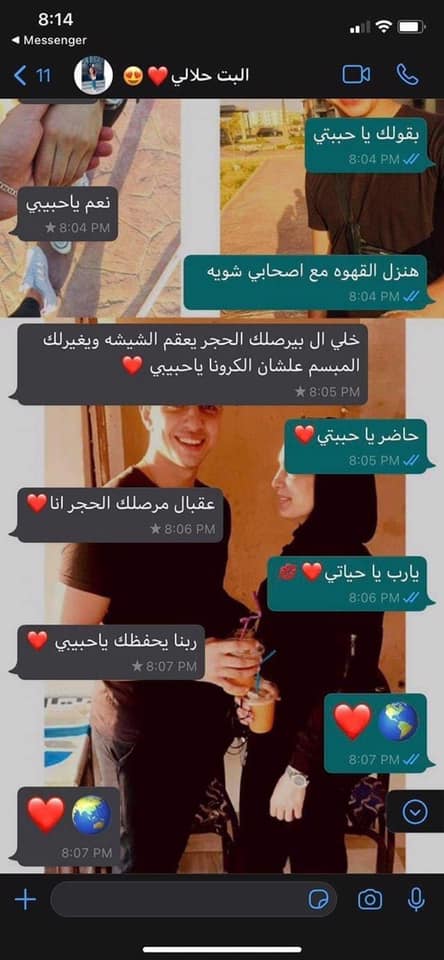 8:14
◀ Messenger
11
البت حلالي ❤️😍
بقولك يا حببتي
8:04 PM
نعم ياحبيبي
8:04 PM
هنزل القهوه مع اصحابي شويه
8:04 PM
خلي ال بيرصلك الحجر يعقم الشيشه ويغيرلك
المبسم علشان الكرونا ياحبيبي ❤️
8:05 PM
حاضر يا حببتي ❤️
8:05 PM
عقبال مرصلك الحجر انا ❤️
8:06 PM
يارب يا حياتي ❤️💋
8:06 PM
ربنا يحفظك ياحبيبي ❤️
8:07 PM
❤️🌎
8:07 PM
❤️🌏
8:07 PM